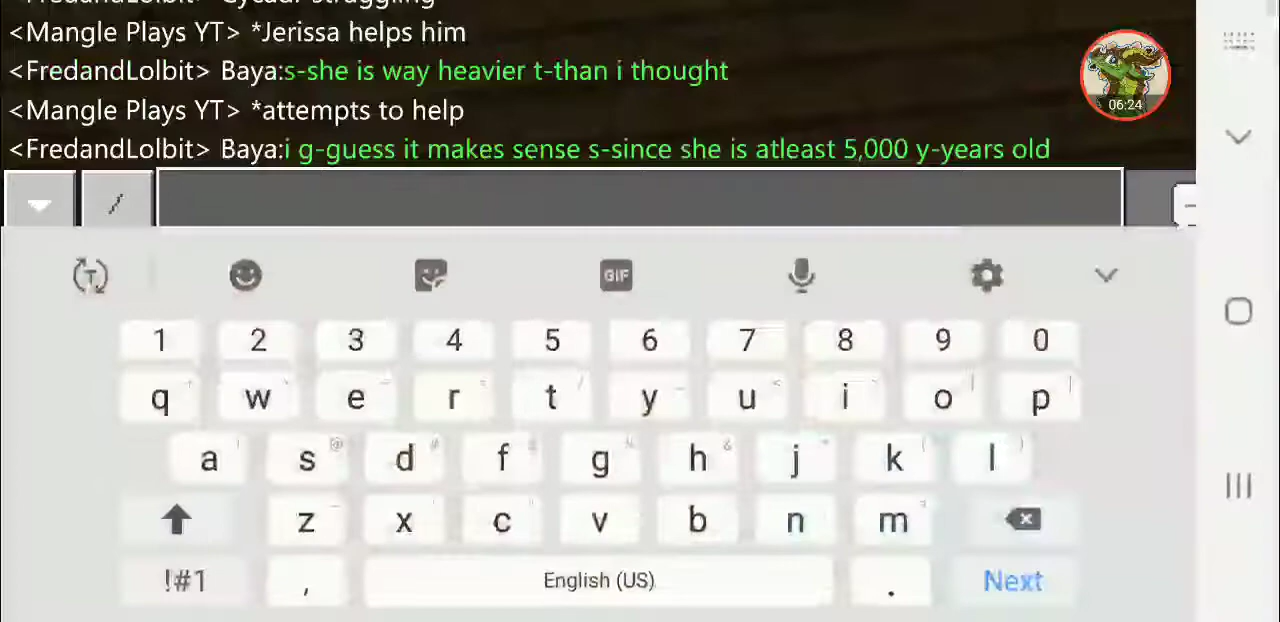 struggling
<Mangle Plays YT> *Jerissa helps him
<FredandLolbit> Baya:s-she is way heavier t-than i thought
<Mangle Plays YT> *attempts to help
06:24
<FredandLolbit> Baya:i g-guess it makes sense s-since she is atleast 5,000 y-years old
/
T GIF
1 2 3 4 5 6 7 8 9 0
q w e r t y u i o p
a s d f g h j k l
z x c v b n m
!#1 , English (US) . Next